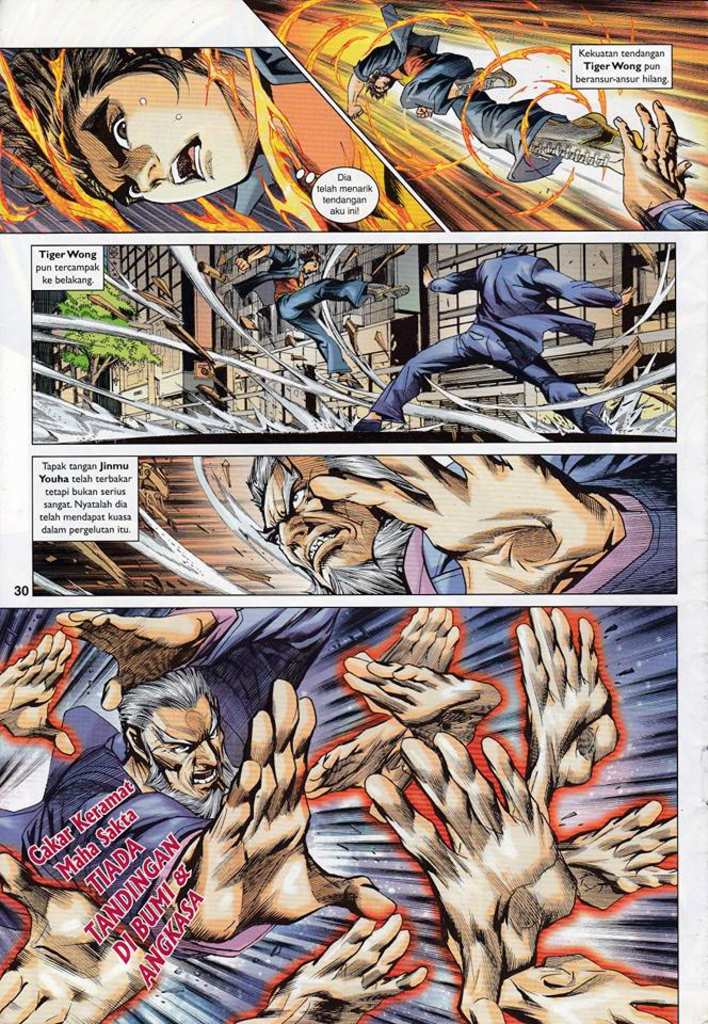 Kekuatan tendangan
Tiger Wong pun
beransur-ansur hilang.
Dia
telah menarik
tendangan
aku ini!
Tiger Wong
pun tercampak
ke belakang.
Tapak tangan Jinmu
Youha telah terbakar
tetapi bukan serius
sangat. Nyatalah dia
telah mendapat kuasa
dalam pergelutan itu.
30
Cakar Keramat
Maha Sakta
TIADA
TANDINGAN
DI BUMI &
ANGKASA